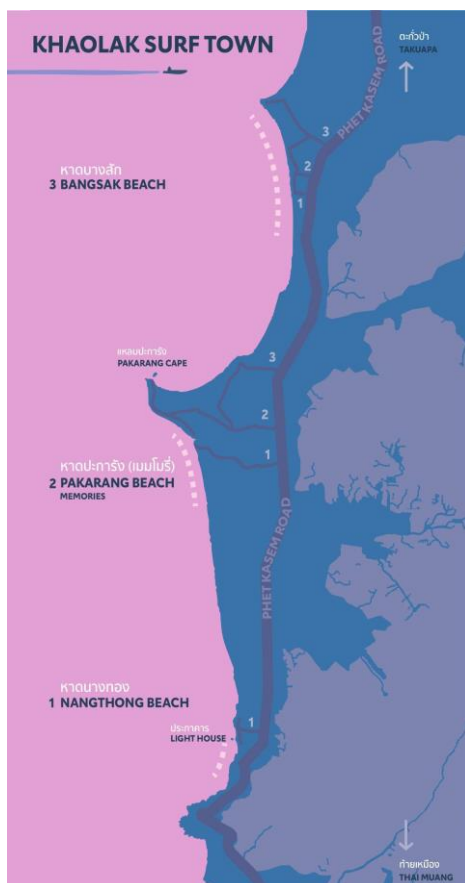 KHAOLAK SURF TOWN
ตะกั่วป่า
TAKUAPA
PHET KASEM ROAD
3
2
1
หาดบางสัก
3 BANGSAK BEACH
แหลมปะการัง
PAKARANG CAPE
3
2
1
หาดปะการัง (เมมโมรี่)
2 PAKARANG BEACH
MEMORIES
PHET KASEM ROAD
หาดนางทอง
1 NANGTHONG BEACH
1
ประภาคาร
LIGHT HOUSE
ท้ายเหมือง
THAI MUANG